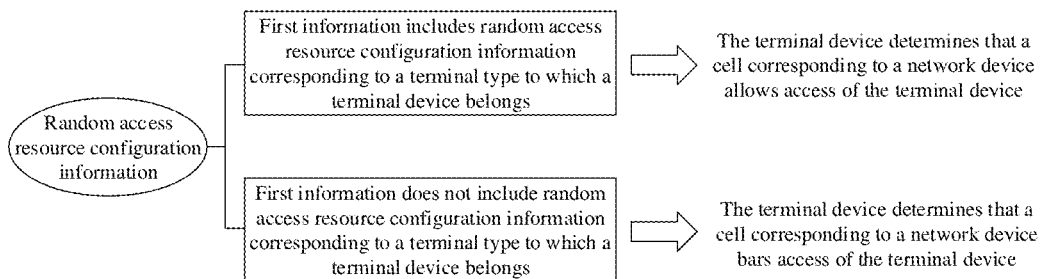 First information includes random access
resource configuration information
corresponding to a terminal type to which a
terminal device belongs
The terminal device determines that a
cell corresponding to a network device
allows access of the terminal device
Random access
resource configuration
information
First information does not include random
access resource configuration information
corresponding to a terminal type to which a
terminal device belongs
The terminal device determines that a
cell corresponding to a network device
bars access of the terminal device